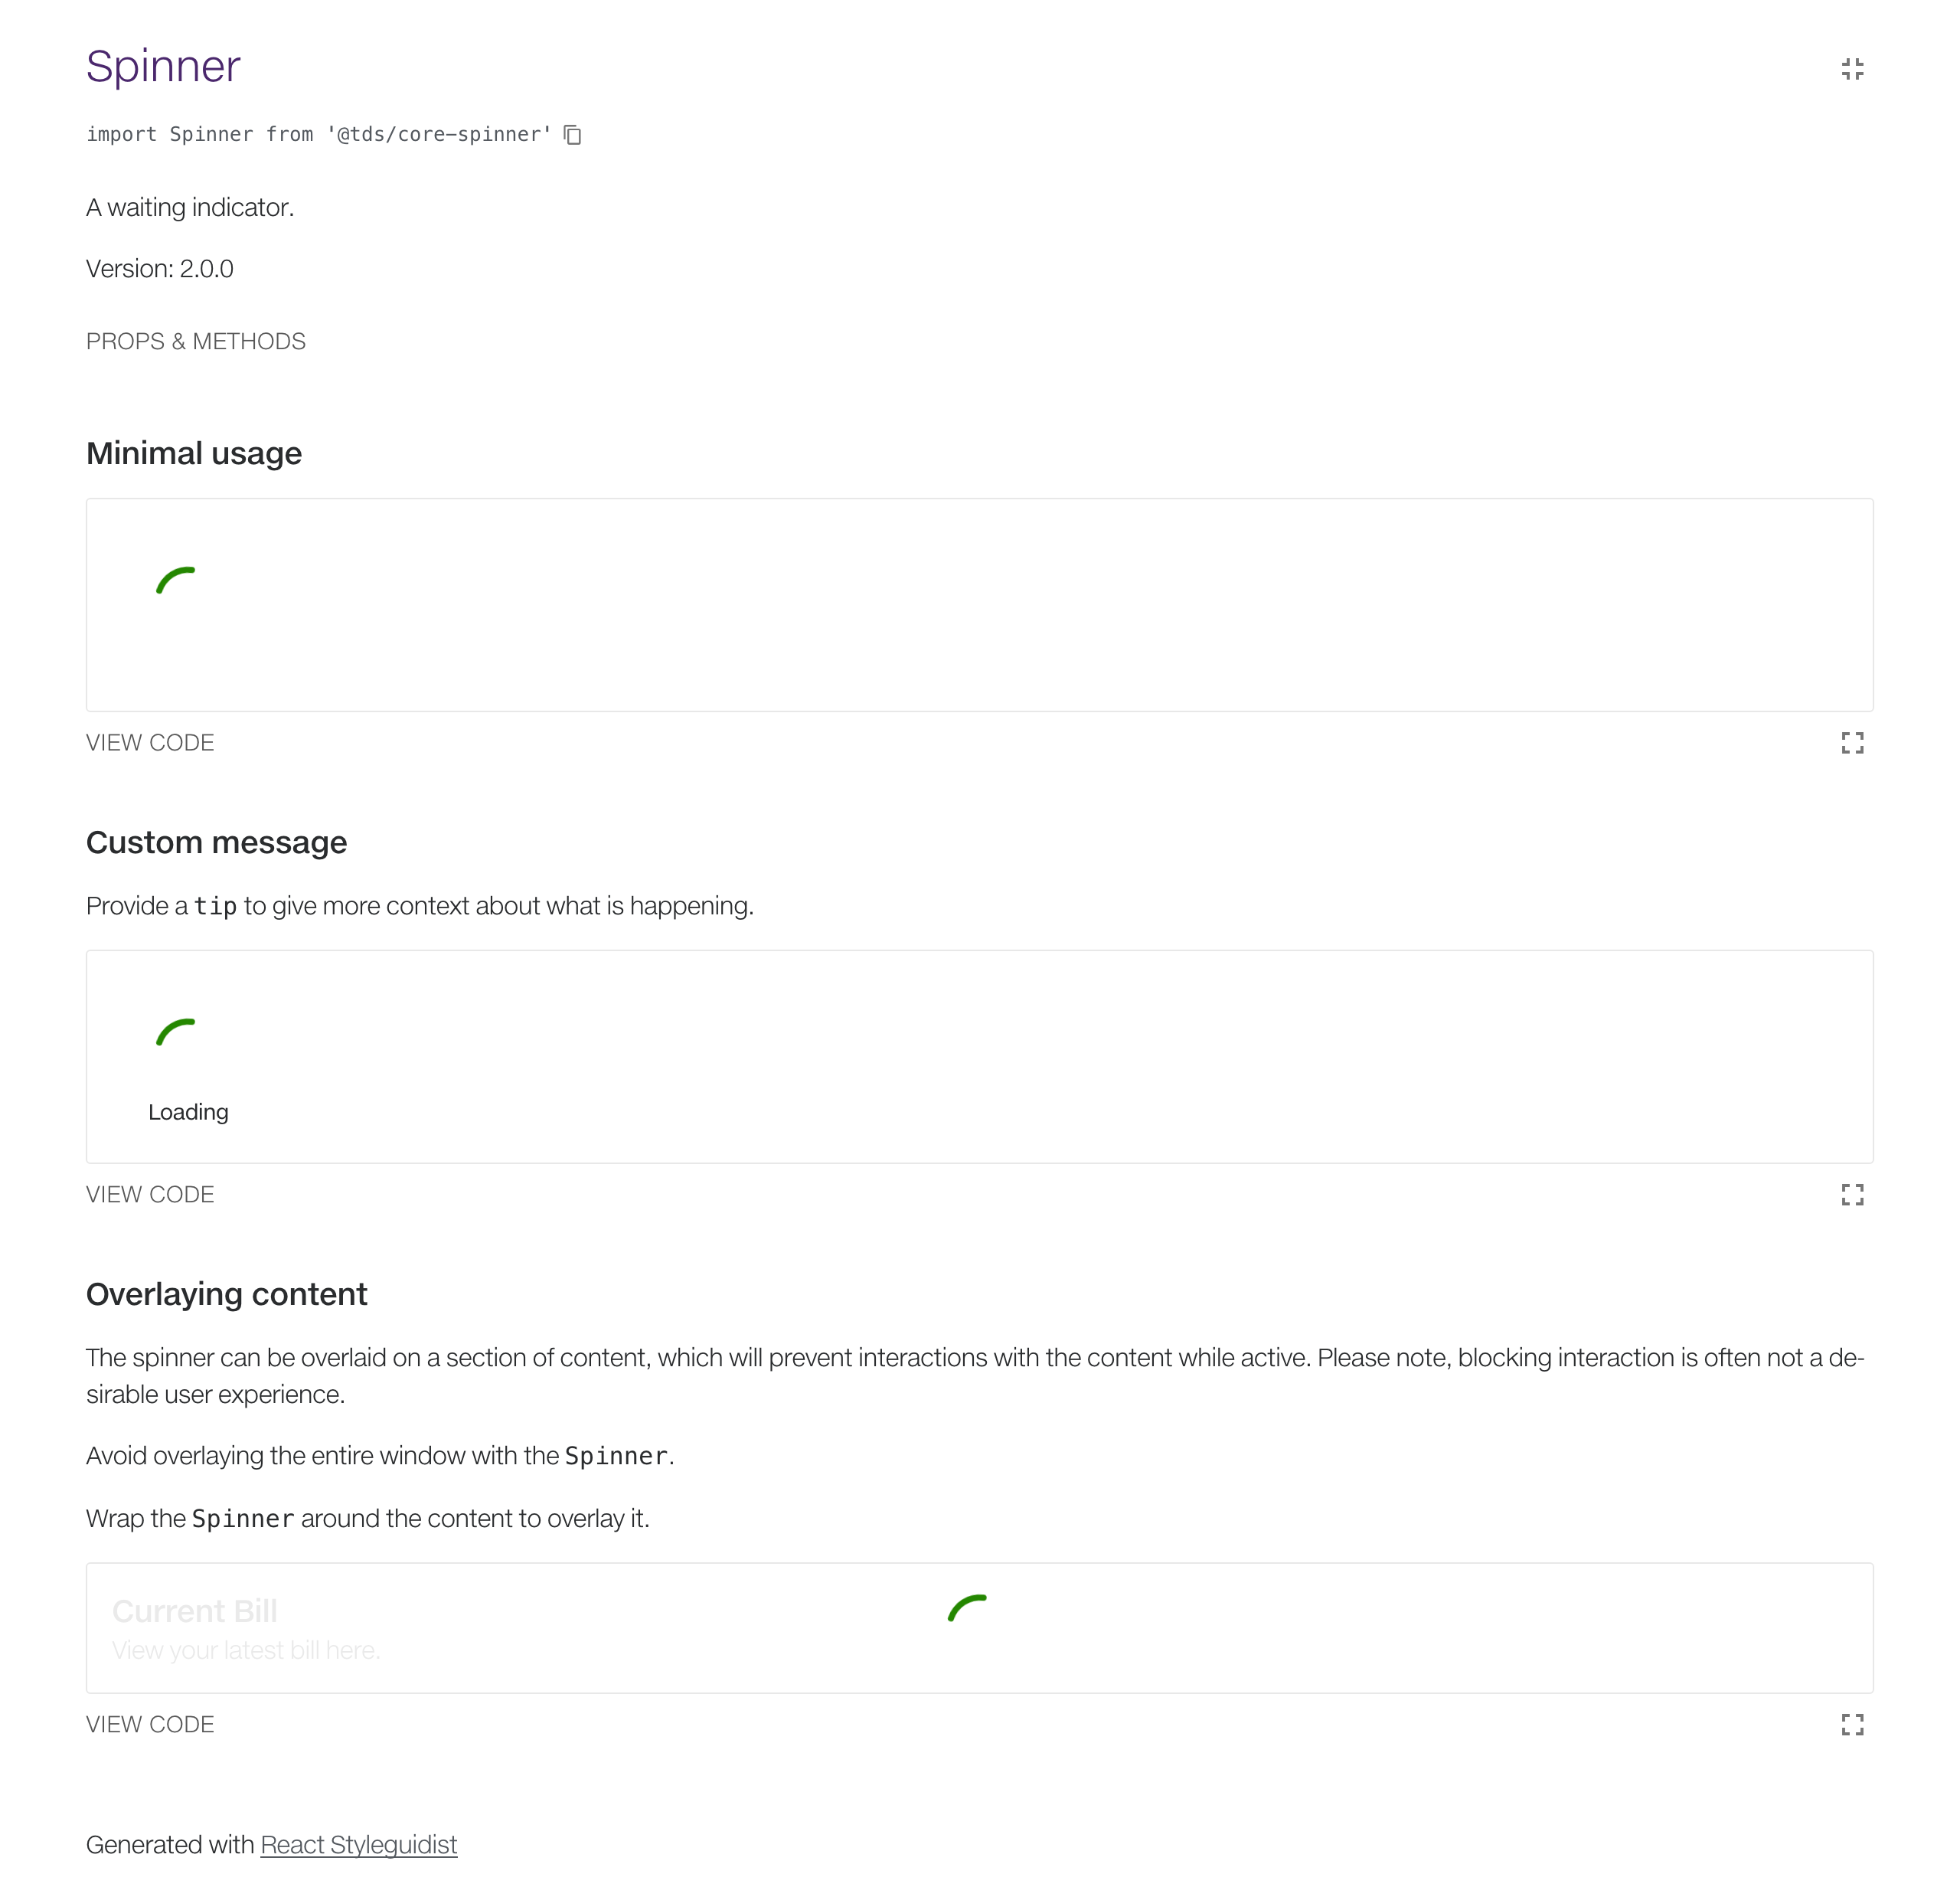 Spinner
import Spinner from '@tds/core-spinner'
A waiting indicator.
Version: 2.0.0
PROPS & METHODS
Minimal usage
VIEW CODE
Custom message
Provide a tip to give more context about what is happening.
Loading
VIEW CODE
Overlaying content
The spinner can be overlaid on a section of content, which will prevent interactions with the content while active. Please note, blocking interaction is often not a de-
sirable user experience.
Avoid overlaying the entire window with the Spinner.
Wrap the Spinner around the content to overlay it.
Current Bill
View your latest bill here.
VIEW CODE
Generated with React Styleguidist